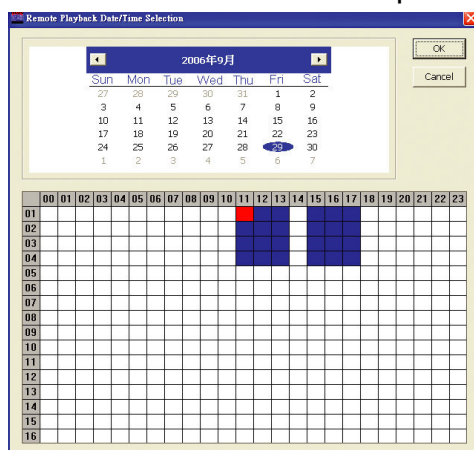 Remote Playback Date/Time Selection
OK
Cancel
2006年9月
Sun Mon Tue Wed Thu Fri Sat
27 28 29 30 31 1 2
3 4 5 6 7 8 9
10 11 12 13 14 15 16
17 18 19 20 21 22 23
24 25 26 27 28 29 30
1 2 3 4 5 6 7
00 01 02 03 04 05 06 07 08 09 10 11 12 13 14 15 16 17 18 19 20 21 22 23
01
02
03
04
05
06
07
08
09
10
11
12
13
14
15
16